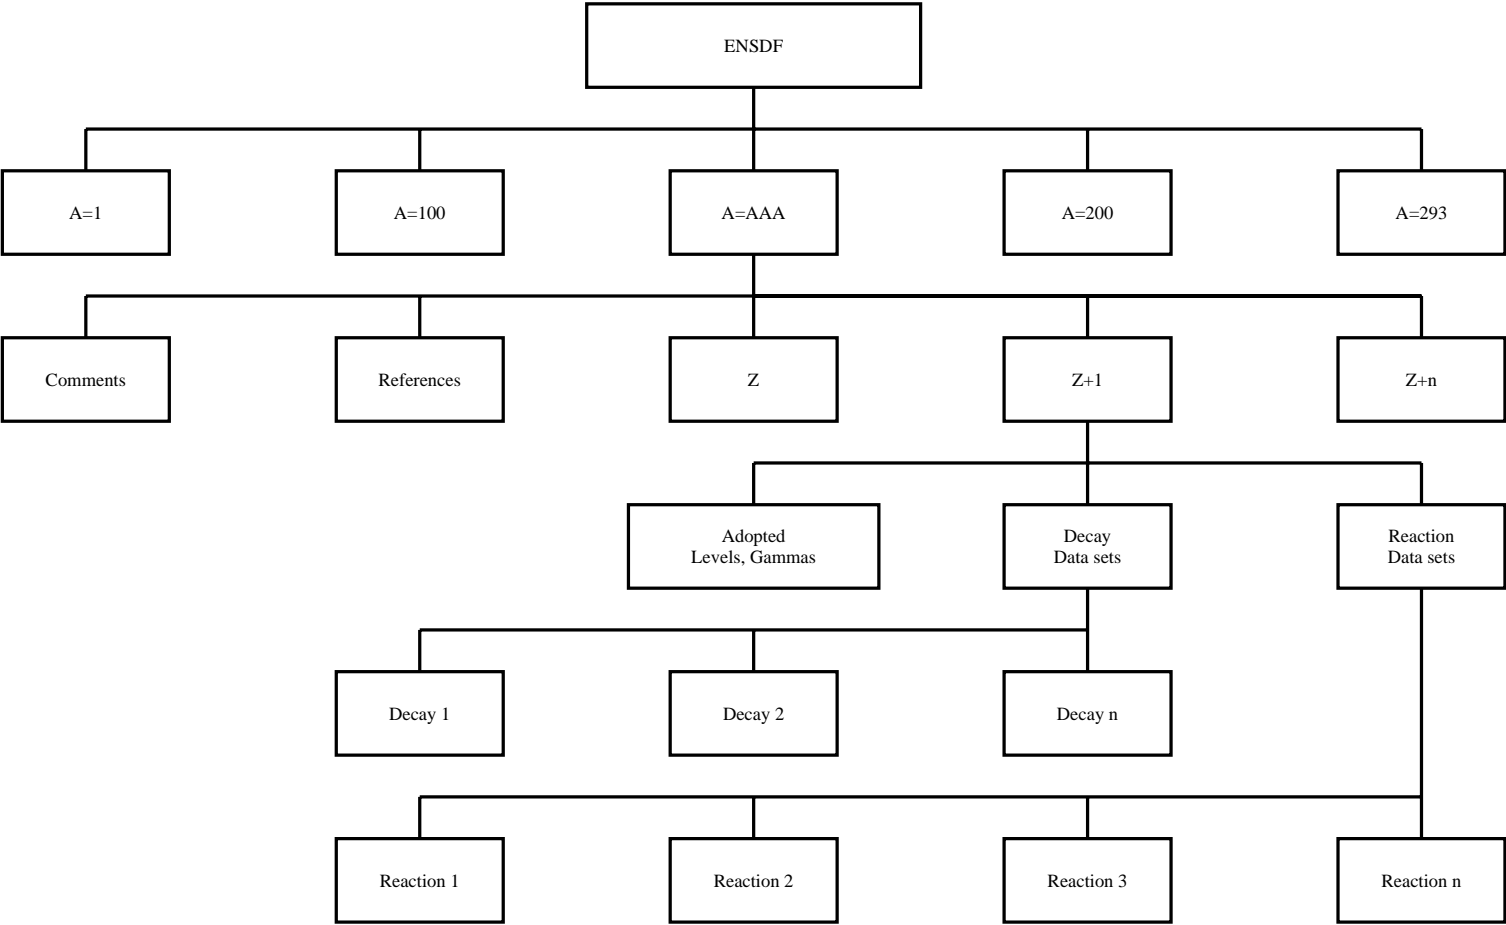 ENSDF
A=1
A=100
A=AAA
A=200
A=293
Comments
References
Z
Z+1
Z+n
Adopted
Levels, Gammas
Decay
Data sets
Reaction
Data sets
Decay 1
Decay 2
Decay n
Reaction 1
Reaction 2
Reaction 3
Reaction n